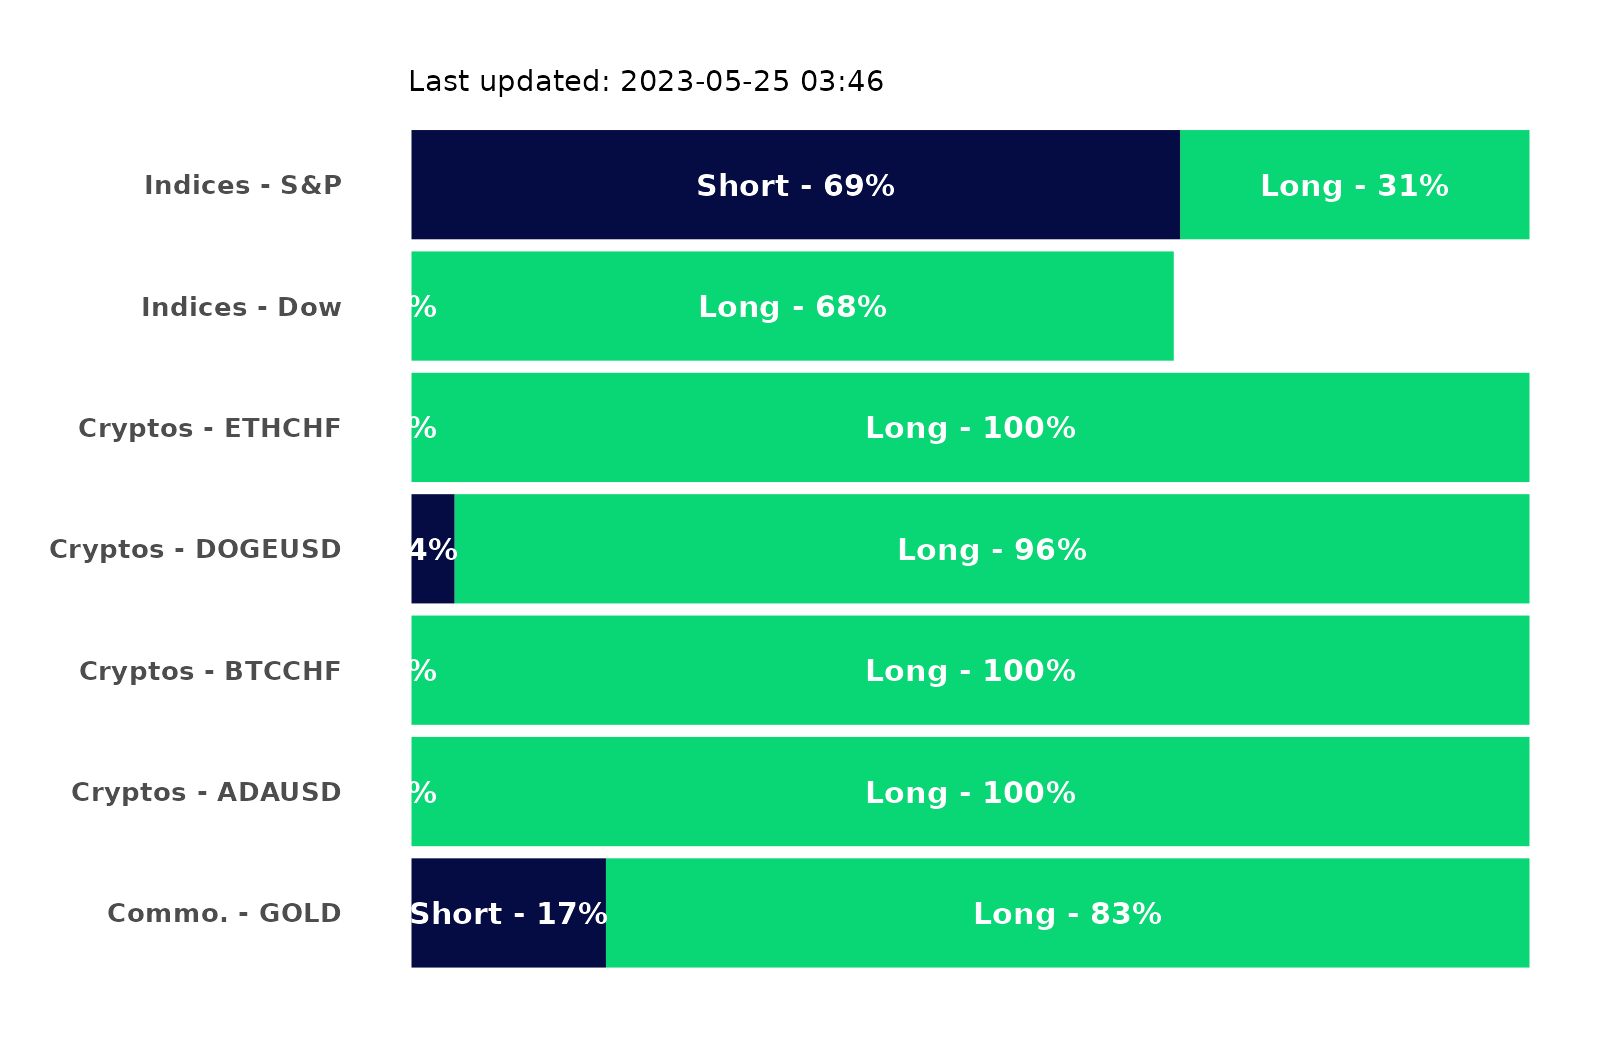 Last updated: 2023-05-25 03:46
Indices - S&P Short - 69% Long - 31%
Indices - Dow % Long - 68%
Cryptos - ETHCHF % Long - 100%
Cryptos - DOGEUSD 4% Long - 96%
Cryptos - BTCCHF % Long - 100%
Cryptos - ADAUSD % Long - 100%
Commo. - GOLD Short - 17% Long - 83%